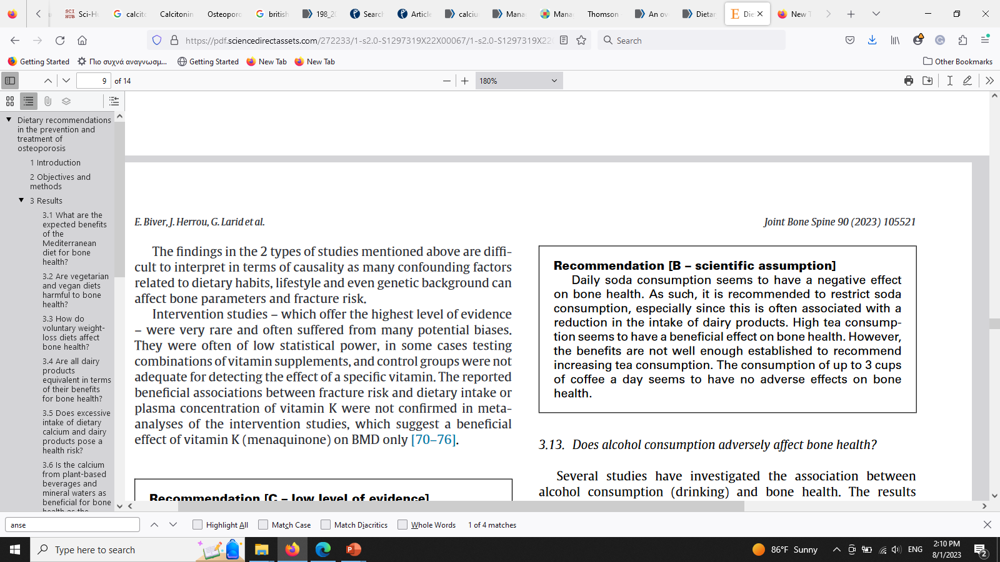 SCI HUB
Sci-H
calcito
Calcitonin
Osteopor
british
198_20
Search
Article
calciu
Mana
Mana
Thomson
An ov
Dietar
Die
New T
https://pdf.sciencedirectassets.com/272233/1-s2.0-S1297319X22X00067/1-s2.0-S1297319X220
Search
Getting Started
Πιο συχνά αναγνωσμ...
Getting Started
New Tab
New Tab
Other Bookmarks
9
of 14
180%
Dietary recommendations
in the prevention and
treatment of
osteoporosis
1 Introduction
2 Objectives and
methods
3 Results
3.1 What are the
expected benefits
of the
Mediterranean
diet for bone
health?
3.2 Are vegetarian
and vegan diets
harmful to bone
health?
3.3 How do
voluntary weight-
loss diets affect
bone health?
3.4 Are all dairy
products
equivalent in terms
of their benefits
for bone health?
3.5 Does excessive
intake of dietary
calcium and dairy
products pose a
health risk?
3.6 Is the calcium
from plant-based
beverages and
mineral waters as
beneficial for bone
health as the
E. Biver, J. Herrou, G. Larid et al.
Joint Bone Spine 90 (2023) 105521
The findings in the 2 types of studies mentioned above are diffi-
cult to interpret in terms of causality as many confounding factors
related to dietary habits, lifestyle and even genetic background can
affect bone parameters and fracture risk.
Intervention studies – which offer the highest level of evidence
– were very rare and often suffered from many potential biases.
They were often of low statistical power, in some cases testing
combinations of vitamin supplements, and control groups were not
adequate for detecting the effect of a specific vitamin. The reported
beneficial associations between fracture risk and dietary intake or
plasma concentration of vitamin K were not confirmed in meta-
analyses of the intervention studies, which suggest a beneficial
effect of vitamin K (menaquinone) on BMD only [70–76].
Recommendation [C – low level of evidence]
Recommendation [B – scientific assumption]
Daily soda consumption seems to have a negative effect
on bone health. As such, it is recommended to restrict soda
consumption, especially since this is often associated with a
reduction in the intake of dairy products. High tea consump-
tion seems to have a beneficial effect on bone health. However,
the benefits are not well enough established to recommend
increasing tea consumption. The consumption of up to 3 cups
of coffee a day seems to have no adverse effects on bone
health.
3.13. Does alcohol consumption adversely affect bone health?
Several studies have investigated the association between
alcohol consumption (drinking) and bone health. The results
anse
Highlight All
Match Case
Match Diacritics
Whole Words
1 of 4 matches
Type here to search
86°F Sunny
ENG
2:10 PM
8/1/2023
2